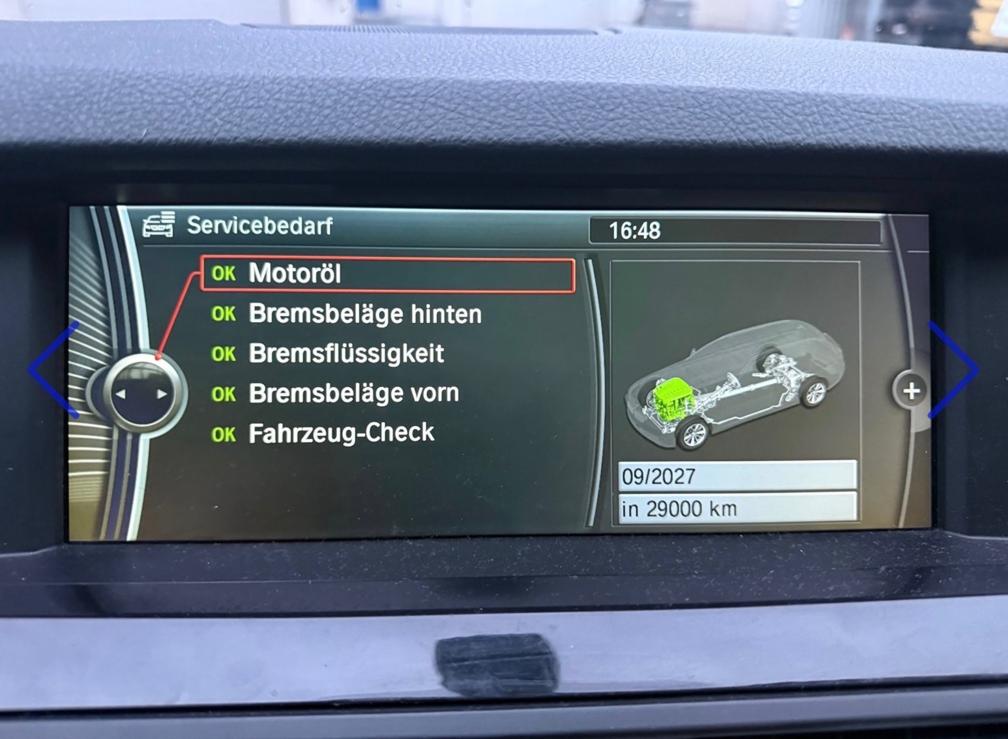 Servicebedarf
16:48
OK Motoröl
OK Bremsbeläge hinten
OK Bremsflüssigkeit
OK Bremsbeläge vorn
OK Fahrzeug-Check
09/2027
in 29000 km